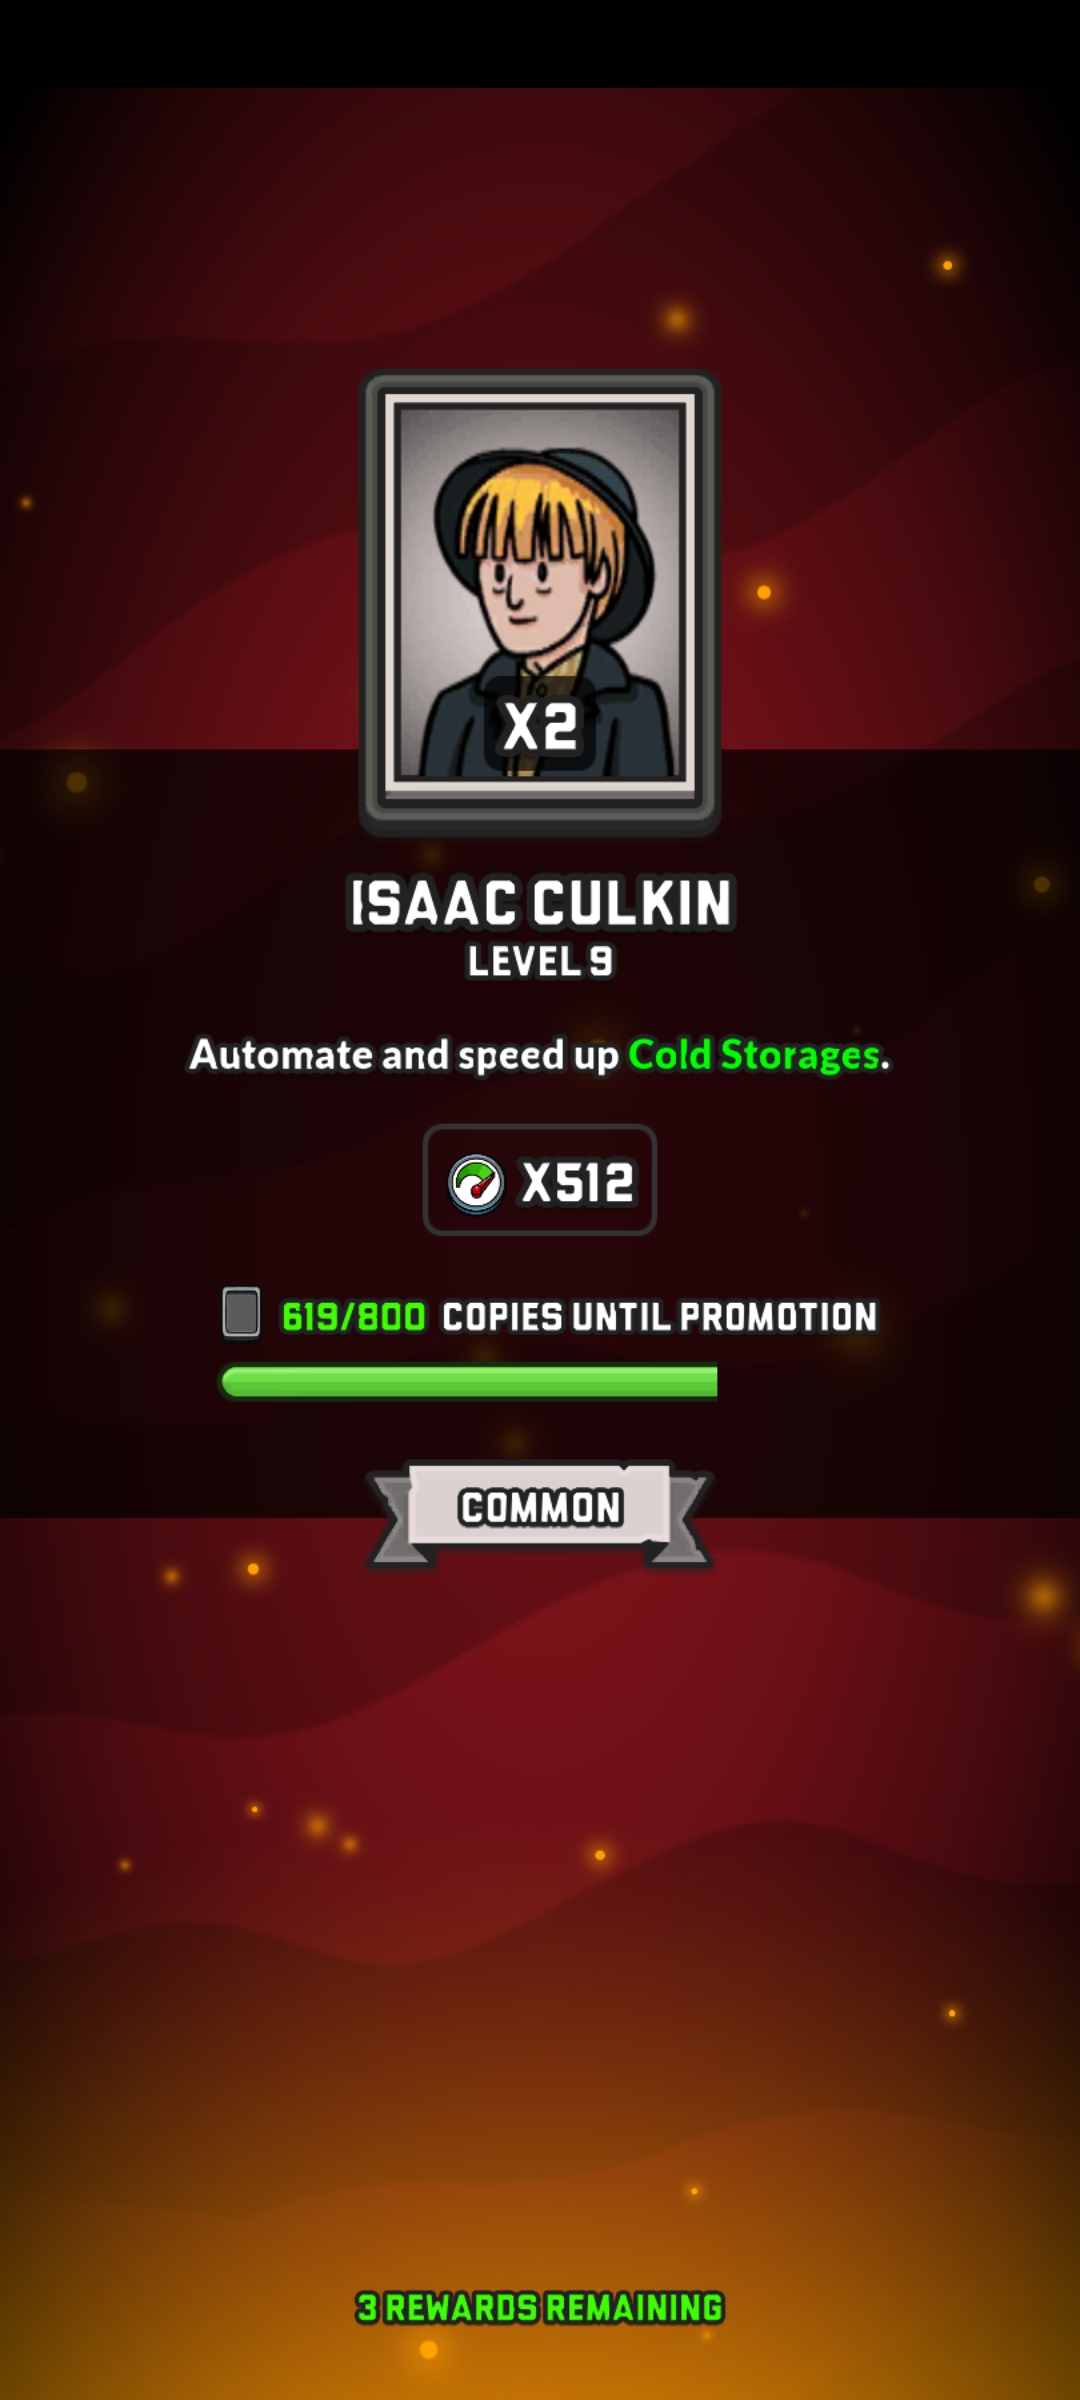 X2
ISAAC CULKIN
LEVEL 9
Automate and speed up Cold Storages.
X512
619/800 COPIES UNTIL PROMOTION
COMMON
3 REWARDS REMAINING